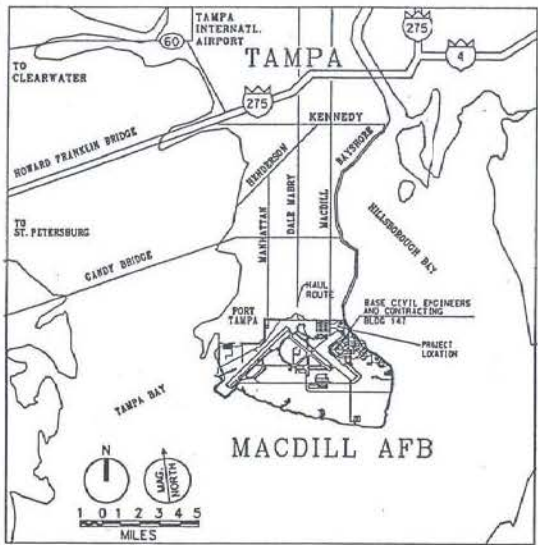 TAMPA
INTERNATL.
AIRPORT
60
275
4
TAMPA
TO
CLEARWATER
275
KENNEDY
HOWARD FRANKLIN BRIDGE
HENDERSON
BAYSHORE
MANHATTAN
DALE MABRY
MACDILL
HILLSBOROUGH BAY
TO
ST. PETERSBURG
GANDY BRIDGE
HAUL
ROUTE
PORT
TAMPA
BASE CIVIL ENGINEERS
AND CONTRACTING
BLDG 147
PROJECT
LOCATION
TAMPA BAY
MACDILL AFB
N
MAG.
NORTH
1 0 1 2 3 4 5
MILES